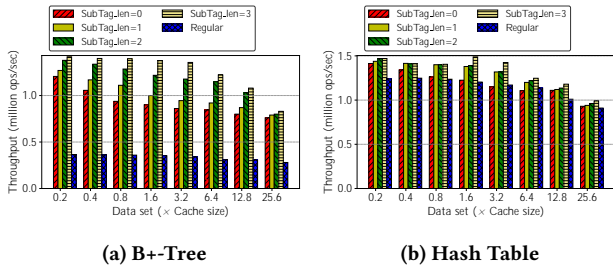 SubTag_len=0
SubTag_len=1
SubTag_len=2
SubTag_len=3
Regular
Throughput (million ops/sec)
1.0
0.5
0.0
0.2 0.4 0.8 1.6 3.2 6.4 12.8 25.6
Data set (× Cache size)
(a) B+-Tree
SubTag_len=0
SubTag_len=1
SubTag_len=2
SubTag_len=3
Regular
Throughput (million ops/sec)
1.5
1.0
0.5
0.0
0.2 0.4 0.8 1.6 3.2 6.4 12.8 25.6
Data set (× Cache size)
(b) Hash Table